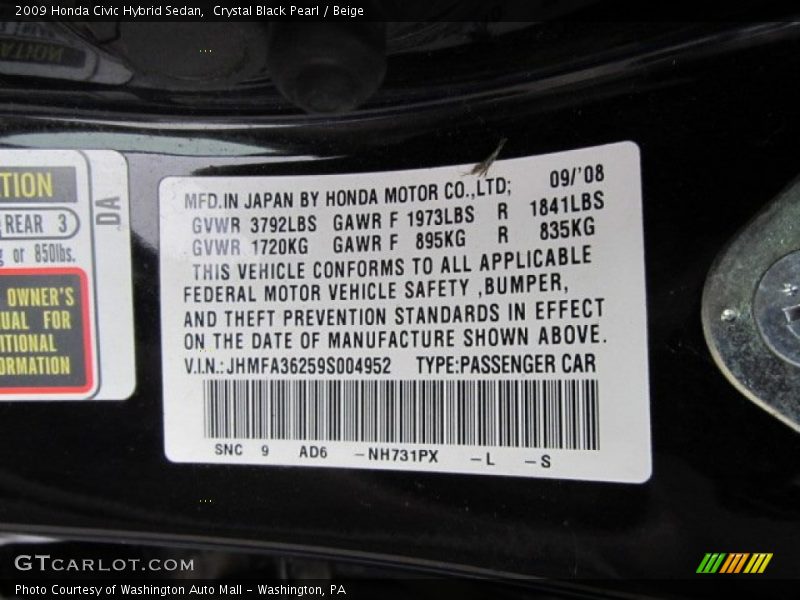 2009 Honda Civic Hybrid Sedan,  Crystal Black Pearl / Beige
TION
REAR 3
or 850lbs.
DA
OWNER'S
UAL FOR
ITIONAL
ORMATION
MFD.IN JAPAN BY HONDA MOTOR CO.,LTD; 09/'08
GVWR 3792LBS GAWR F 1973LBS R 1841LBS
GVWR 1720KG GAWR F 895KG R 835KG
THIS VEHICLE CONFORMS TO ALL APPLICABLE
FEDERAL MOTOR VEHICLE SAFETY ,BUMPER,
AND THEFT PREVENTION STANDARDS IN EFFECT
ON THE DATE OF MANUFACTURE SHOWN ABOVE.
V.I.N.: JHMFA36259S004952 TYPE:PASSENGER CAR
SNC 9 AD6 -NH731PX -L -S
GTCARLOT.COM
Photo Courtesy of Washington Auto Mall - Washington, PA